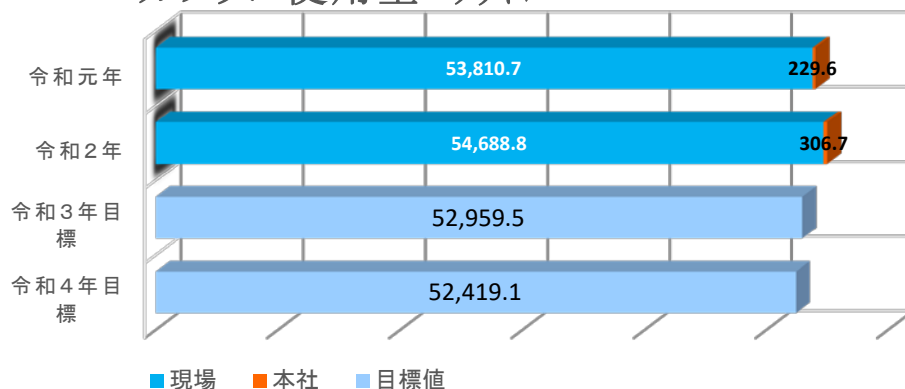 令和元年
53,810.7
229.6
令和２年
54,688.8
306.7
令和３年目
標
52,959.5
令和４年目
標
52,419.1
現場 本社 目標値